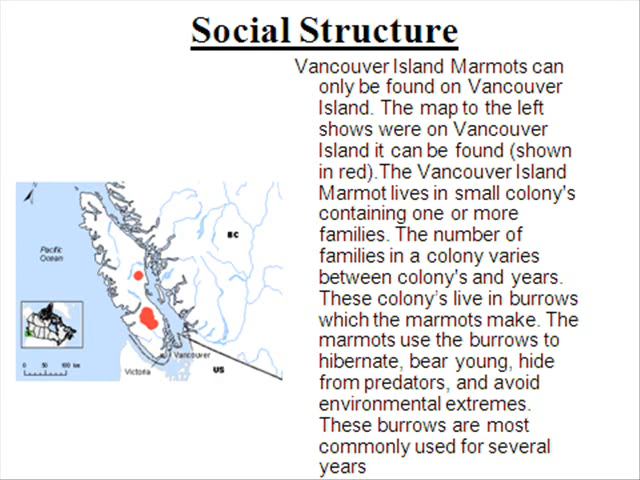 Social Structure
Vancouver Island Marmots can
only be found on Vancouver
Island. The map to the left
shows were on Vancouver
Island it can be found (shown
in red).The Vancouver Island
Marmot lives in small colony's
containing one or more
families. The number of
families in a colony varies
between colony's and years.
These colony's live in burrows
which the marmots make. The
marmots use the burrows to
hibernate, bear young, hide
from predators, and avoid
environmental extremes.
These burrows are most
commonly used for several
years
BC
Pacific
Ocean
Vancouver
Victoria
US
0 50 100 km